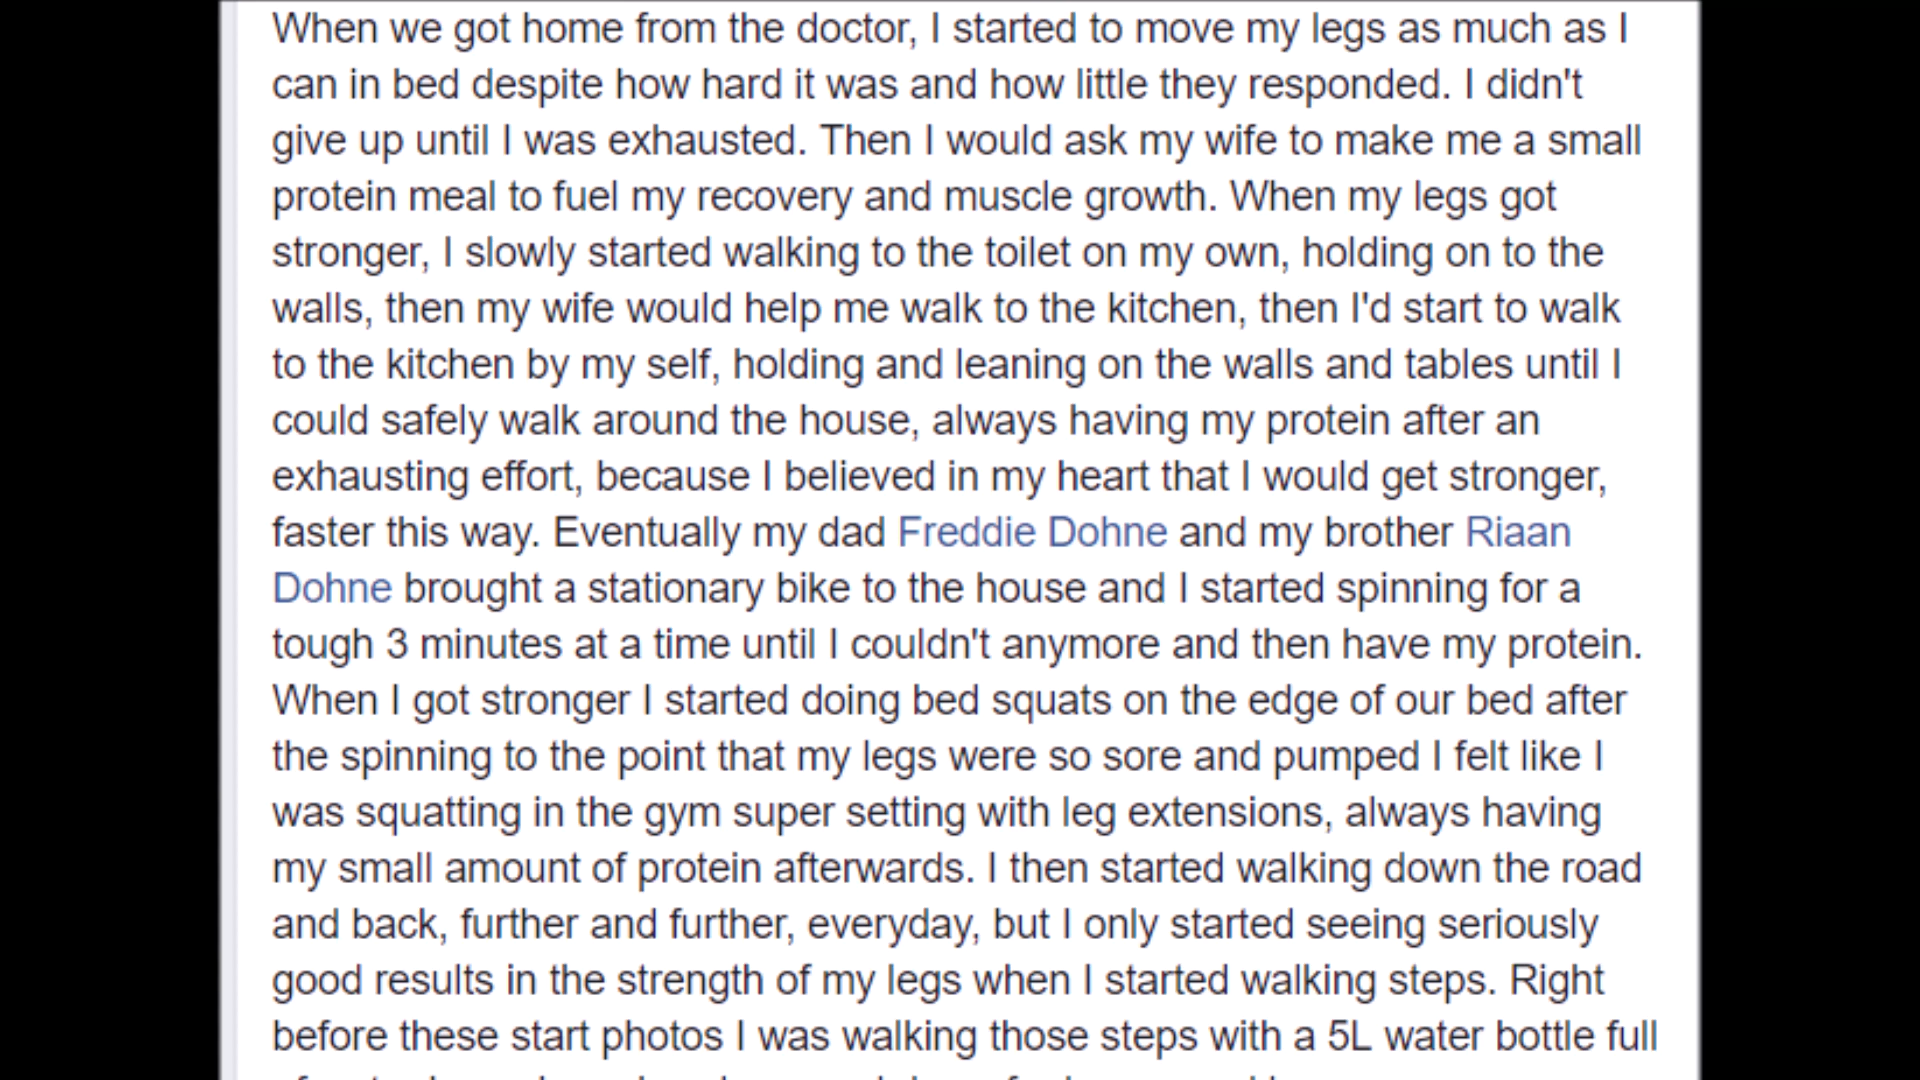 When we got home from the doctor, I started to move my legs as much as I
can in bed despite how hard it was and how little they responded. I didn't
give up until I was exhausted. Then I would ask my wife to make me a small
protein meal to fuel my recovery and muscle growth. When my legs got
stronger, I slowly started walking to the toilet on my own, holding on to the
walls, then my wife would help me walk to the kitchen, then I'd start to walk
to the kitchen by my self, holding and leaning on the walls and tables until I
could safely walk around the house, always having my protein after an
exhausting effort, because I believed in my heart that I would get stronger,
faster this way. Eventually my dad Freddie Dohne and my brother Riaan
Dohne brought a stationary bike to the house and I started spinning for a
tough 3 minutes at a time until I couldn't anymore and then have my protein.
When I got stronger I started doing bed squats on the edge of our bed after
the spinning to the point that my legs were so sore and pumped I felt like I
was squatting in the gym super setting with leg extensions, always having
my small amount of protein afterwards. I then started walking down the road
and back, further and further, everyday, but I only started seeing seriously
good results in the strength of my legs when I started walking steps. Right
before these start photos I was walking those steps with a 5L water bottle full